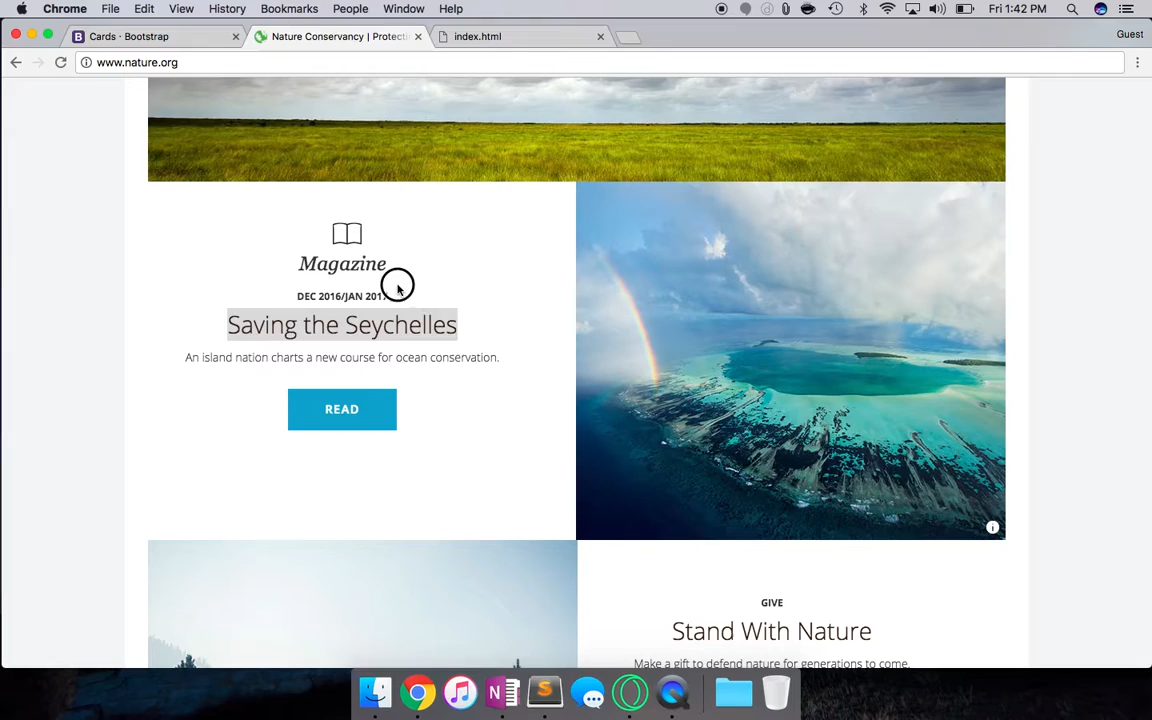 Chrome File Edit View History Bookmarks People Window Help Fri 1:42 PM
B Cards · Bootstrap Nature Conservancy | Protecti index.html Guest
www.nature.org
Magazine
DEC 2016/JAN 2017
Saving the Seychelles
An island nation charts a new course for ocean conservation.
READ
i
GIVE
Stand With Nature
Make a gift to defend nature for generations to come.
N S